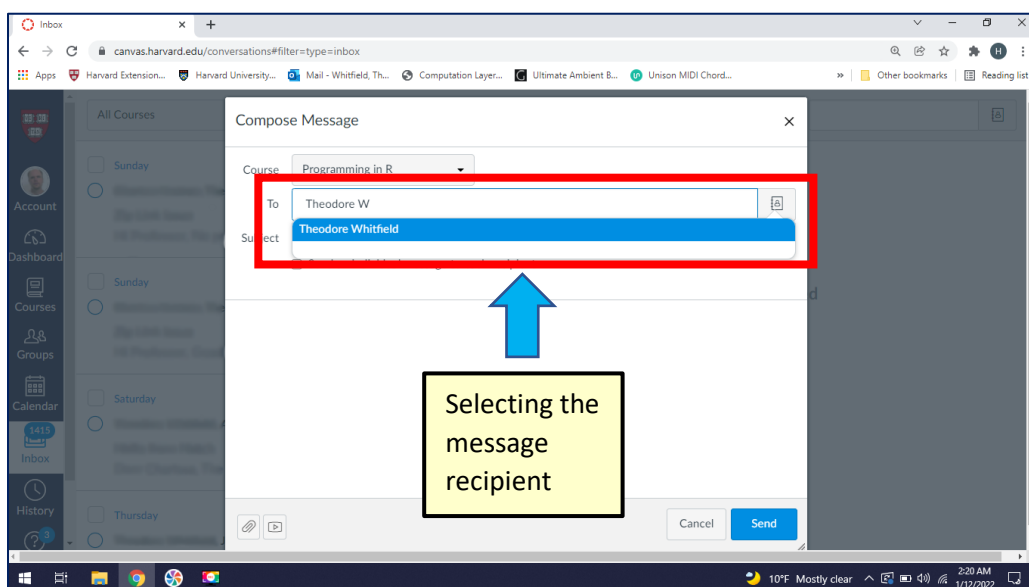 Inbox
canvas.harvard.edu/conversations#filter=type=inbox
H
Apps Harvard Extension... Harvard University... Mail - Whitfield, Th... Computation Layer... Ultimate Ambient B... Unison MIDI Chord... » Other bookmarks Reading list
All Courses
Compose Message
Sunday
Course Programming in R
To Theodore W
Theodore Whitfield
Subject
Account
Dashboard
Sunday
Courses
Groups
Saturday
Calendar
1415
Inbox
Selecting the
message
recipient
History
Thursday
3
Cancel Send
10°F Mostly clear
2:20 AM
1/12/2022